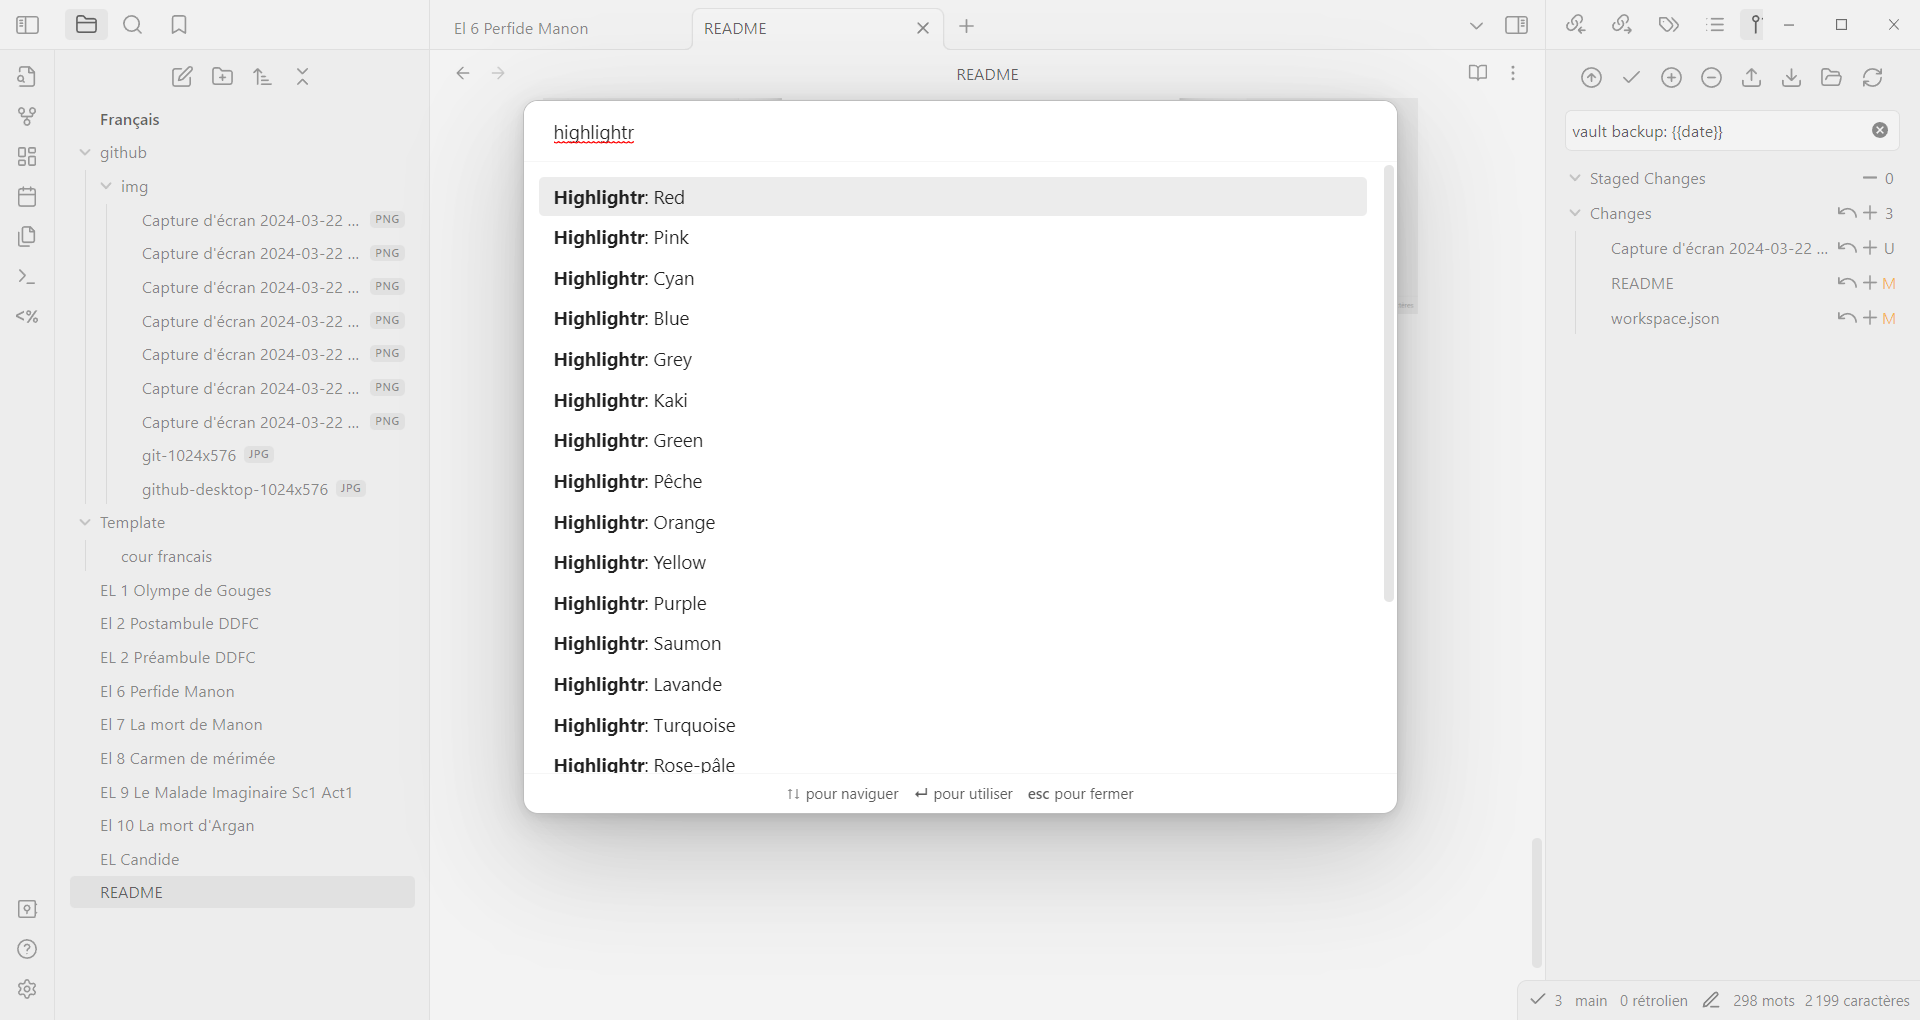 El 6 Perfide Manon
README
README
Français
github
img
Capture d'écran 2024-03-22 ... PNG
Capture d'écran 2024-03-22 ... PNG
Capture d'écran 2024-03-22 ... PNG
Capture d'écran 2024-03-22 ... PNG
Capture d'écran 2024-03-22 ... PNG
Capture d'écran 2024-03-22 ... PNG
Capture d'écran 2024-03-22 ... PNG
git-1024x576 JPG
github-desktop-1024x576 JPG
Template
cour francais
EL 1 Olympe de Gouges
El 2 Postambule DDFC
EL 2 Préambule DDFC
El 6 Perfide Manon
El 7 La mort de Manon
El 8 Carmen de mérimée
EL 9 Le Malade Imaginaire Sc1 Act1
El 10 La mort d'Argan
EL Candide
README
highlightr
Highlightr: Red
Highlightr: Pink
Highlightr: Cyan
Highlightr: Blue
Highlightr: Grey
Highlightr: Kaki
Highlightr: Green
Highlightr: Pêche
Highlightr: Orange
Highlightr: Yellow
Highlightr: Purple
Highlightr: Saumon
Highlightr: Lavande
Highlightr: Turquoise
Highlightr: Rose-pâle
↑↓ pour naviguer ↵ pour utiliser esc pour fermer
vault backup: {{date}}
Staged Changes 0
Changes 3
Capture d'écran 2024-03-22 ... U
README M
workspace.json M
3 main 0 rétrolien 298 mots 2 199 caractères